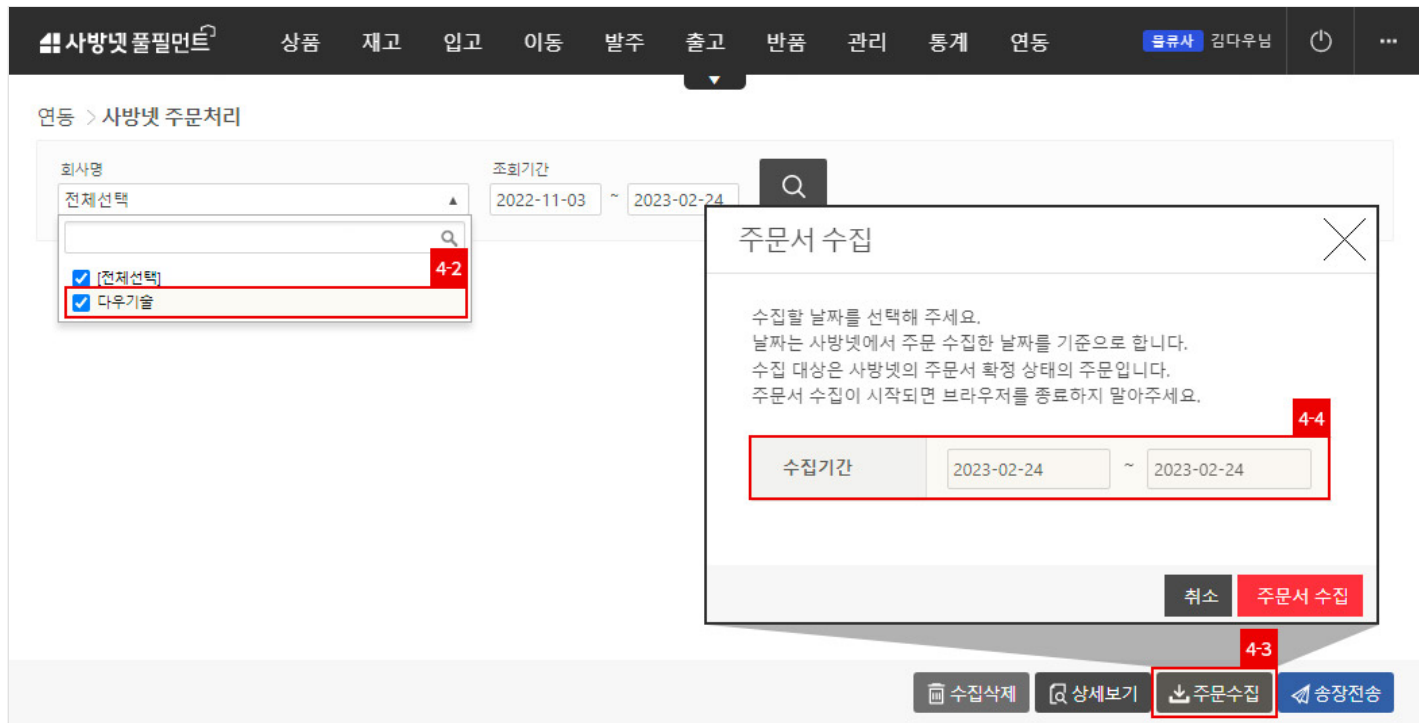 사방넷 풀필먼트 상품 재고 입고 이동 발주 출고 반품 관리 통계 연동 물류사 김다우님 ...
▼
연동 > 사방넷 주문처리
회사명 조회기간
전체선택 ▲ 2022-11-03 ~ 2023-02-24
4-2
[전체선택]
다우기술
주문서 수집
수집할 날짜를 선택해 주세요.
날짜는 사방넷에서 주문 수집한 날짜를 기준으로 합니다.
수집 대상은 사방넷의 주문서 확정 상태의 주문입니다.
주문서 수집이 시작되면 브라우저를 종료하지 말아주세요.
4-4
수집기간 2023-02-24 ~ 2023-02-24
취소 주문서 수집
4-3
수집삭제 상세보기 주문수집 송장전송